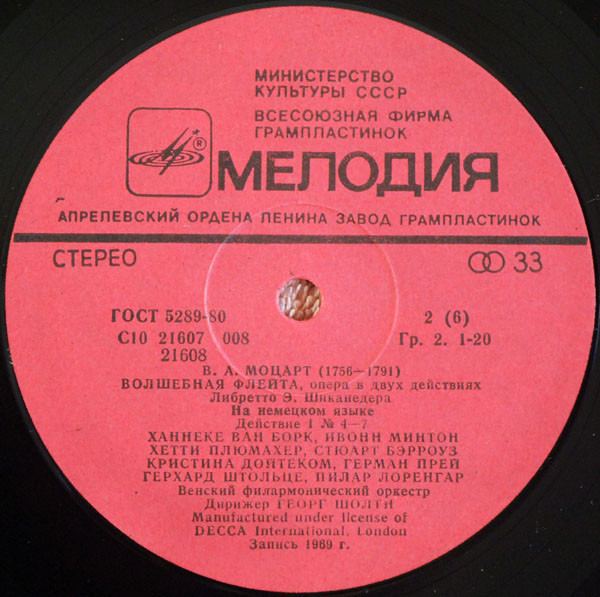 МИНИСТЕРСТВО
КУЛЬТУРЫ СССР
ВСЕСОЮЗНАЯ ФИРМА
ГРАМПЛАСТИНОК
®
МЕЛОДИЯ
АПРЕЛЕВСКИЙ ОРДЕНА ЛЕНИНА ЗАВОД ГРАМПЛАСТИНОК
СТЕРЕО
33
ГОСТ 5289-80
2 (6)
С10 21607 008
Гр. 2. 1-20
21608
В. А. МОЦАРТ (1756—1791)
ВОЛШЕБНАЯ ФЛЕЙТА, опера в двух действиях
Либретто Э. Шиканедера
На немецком языке
Действие 1 № 4—7
ХАННЕКЕ ВАН БОРК, ИВОНН МИНТОН
ХЕТТИ ПЛЮМАХЕР, СТЮАРТ БЭРРОУЗ
КРИСТИНА ДОЙТЕКОМ, ГЕРМАН ПРЕЙ
ГЕРХАРД ШТОЛЬЦЕ, ПИЛАР ЛОРЕНГАР
Венский филармонический оркестр
Дирижер ГЕОРГ ШОЛТИ
Manufactured under license of
DECCA International, London
Запись 1969 г.